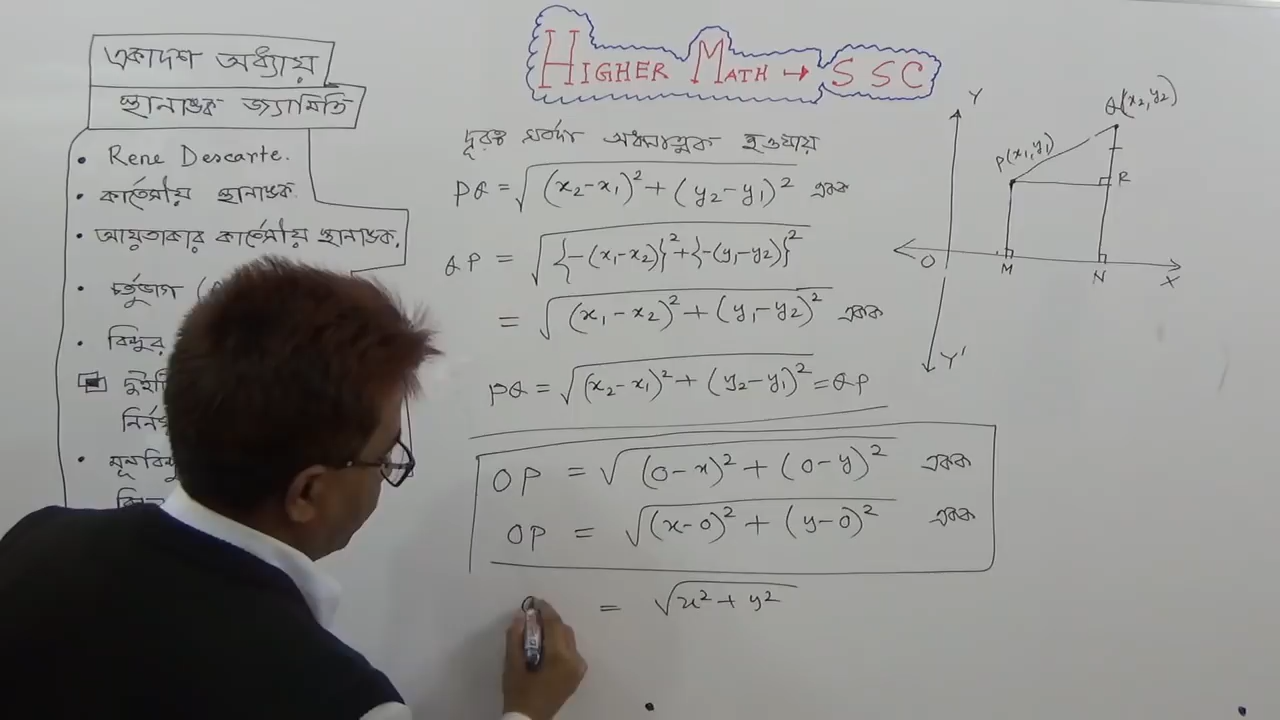 একাদশ অধ্যায়
স্থানাঙ্ক জ্যামিতি
• Rene Descarte.
• কার্তেসীয় স্থানাঙ্ক.
• আয়তাকার কার্তেসীয় স্থানাঙ্ক.
• চর্তুভাগ (
• বিন্দুর
নির্ন
• মূলবিন্দু
HIGHER MATH → SSC
দূরত্ব সর্বদা অঋনাত্মক হওয়ায়
PQ = √(x₂-x₁)² + (y₂-y₁)² একক
QP = √{-(x₁-x₂)}² + {-(y₁-y₂)}²
= √(x₁-x₂)² + (y₁-y₂)² একক
PQ = √(x₂-x₁)² + (y₂-y₁)² = QP
OP = √(0-x)² + (0-y)² একক
OP = √(x-0)² + (y-0)² একক
= √x² + y²
Y
Q(x₂,y₂)
P(x₁,y₁)
R
O
M
N
X
Y'